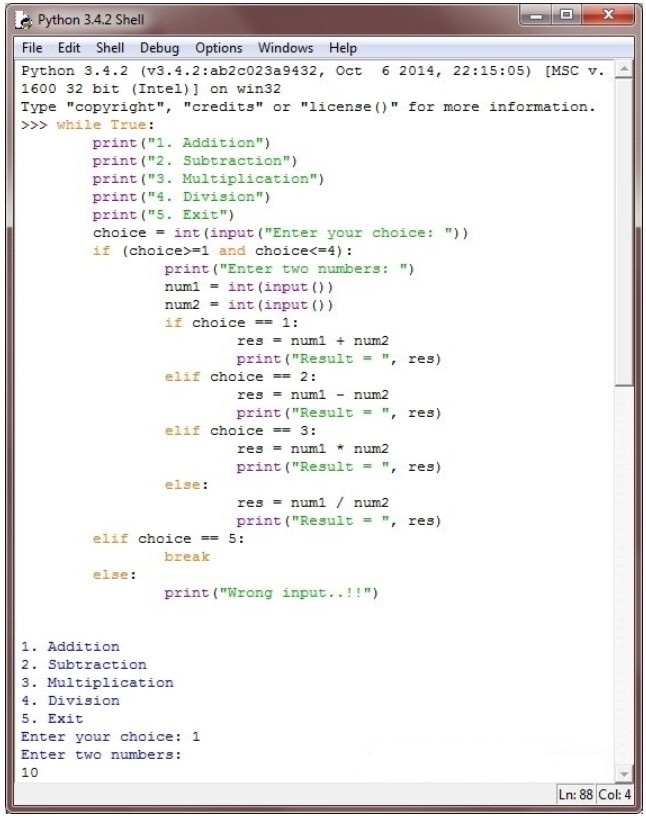 Python 3.4.2 Shell
File Edit Shell Debug Options Windows Help
Python 3.4.2 (v3.4.2:ab2c023a9432, Oct  6 2014, 22:15:05) [MSC v.
1600 32 bit (Intel)] on win32
Type "copyright", "credits" or "license()" for more information.
>>> while True:
        print("1. Addition")
        print("2. Subtraction")
        print("3. Multiplication")
        print("4. Division")
        print("5. Exit")
        choice = int(input("Enter your choice: "))
        if (choice>=1 and choice<=4):
                print("Enter two numbers: ")
                num1 = int(input())
                num2 = int(input())
                if choice == 1:
                        res = num1 + num2
                        print("Result = ", res)
                elif choice == 2:
                        res = num1 - num2
                        print("Result = ", res)
                elif choice == 3:
                        res = num1 * num2
                        print("Result = ", res)
                else:
                        res = num1 / num2
                        print("Result = ", res)
        elif choice == 5:
                break
        else:
                print("Wrong input..!!")
1. Addition
2. Subtraction
3. Multiplication
4. Division
5. Exit
Enter your choice: 1
Enter two numbers:
10
Ln: 88 Col: 4